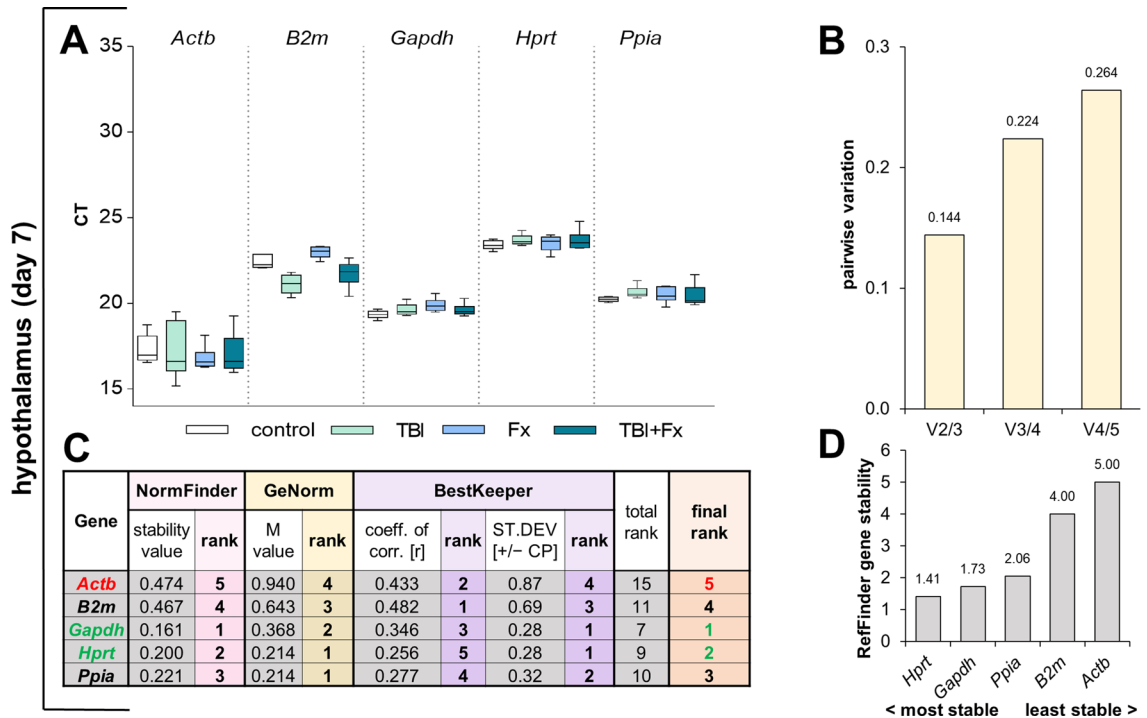 hypothalamus (day 7)
A
Actb B2m Gapdh Hprt Ppia
35
30
25
20
15
CT
control TBI Fx TBI+Fx
B
0.3
0.2
0.1
0.0
pairwise variation
0.144
0.224
0.264
V2/3 V3/4 V4/5
C
Gene NormFinder GeNorm BestKeeper total rank final rank
stability value rank M value rank coeff. of corr. [r] rank ST.DEV [+/− CP] rank
Actb 0.474 5 0.940 4 0.433 2 0.87 4 15 5
B2m 0.467 4 0.643 3 0.482 1 0.69 3 11 4
Gapdh 0.161 1 0.368 2 0.346 3 0.28 1 7 1
Hprt 0.200 2 0.214 1 0.256 5 0.28 1 9 2
Ppia 0.221 3 0.214 1 0.277 4 0.32 2 10 3
D
6
5
4
3
2
1
0
RefFinder gene stability
1.41
1.73
2.06
4.00
5.00
Hprt Gapdh Ppia B2m Actb
< most stable least stable >